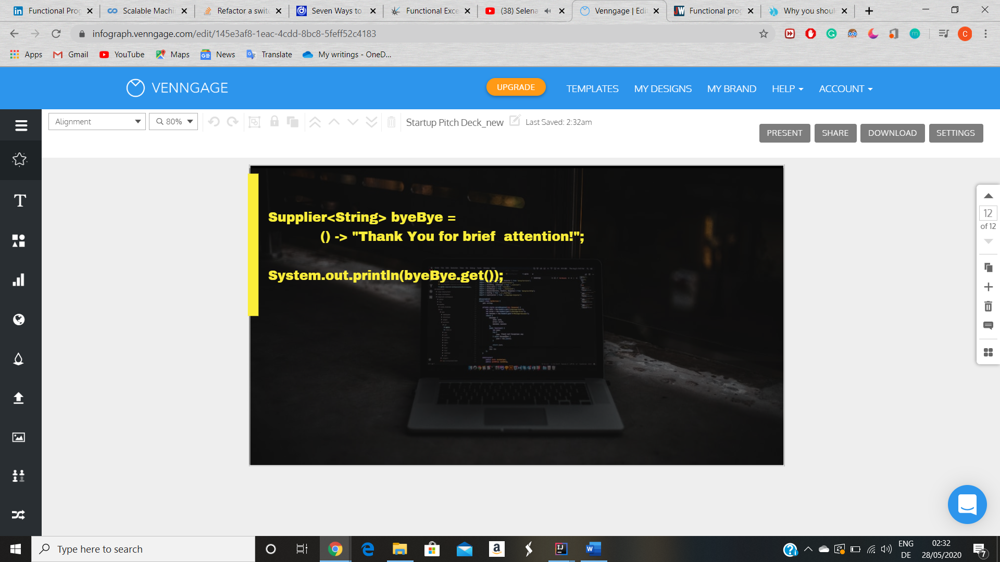 Functional Prog
Scalable Machi
Refactor a swit
Seven Ways to
Functional Exce
(38) Selena
Venngage | Edi
Functional prog
Why you shoul
infograph.venngage.com/edit/145e3af8-1eac-4cdd-8bc8-5feff52c4183
C
Apps
Gmail
YouTube
Maps
News
Translate
My writings - OneD...
VENNGAGE
UPGRADE
TEMPLATES
MY DESIGNS
MY BRAND
HELP
ACCOUNT
Alignment
80%
Startup Pitch Deck_new
Last Saved: 2:32am
PRESENT
SHARE
DOWNLOAD
SETTINGS
Supplier<String> byeBye =
() -> "Thank You for brief  attention!";
System.out.println(byeBye.get());
12
of 12
Type here to search
ENG
DE
02:32
28/05/2020
7